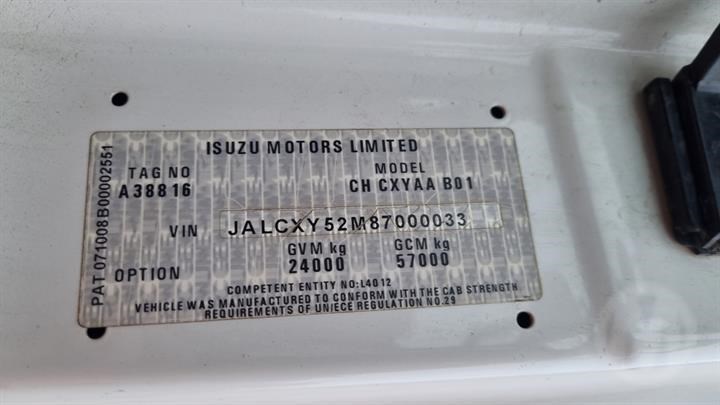 ISUZU MOTORS LIMITED
TAG NO
A38816
MODEL
CH CXYAA B01
VIN JALCXY52M87000033
GVM kg
24000
GCM kg
57000
OPTION
COMPETENT ENTITY NO:L4012
VEHICLE WAS MANUFACTURED TO CONFORM WITH THE CAB STRENGTH
REQUIREMENTS OF UN/ECE REGULATION NO.29
PAT 071008B00002551